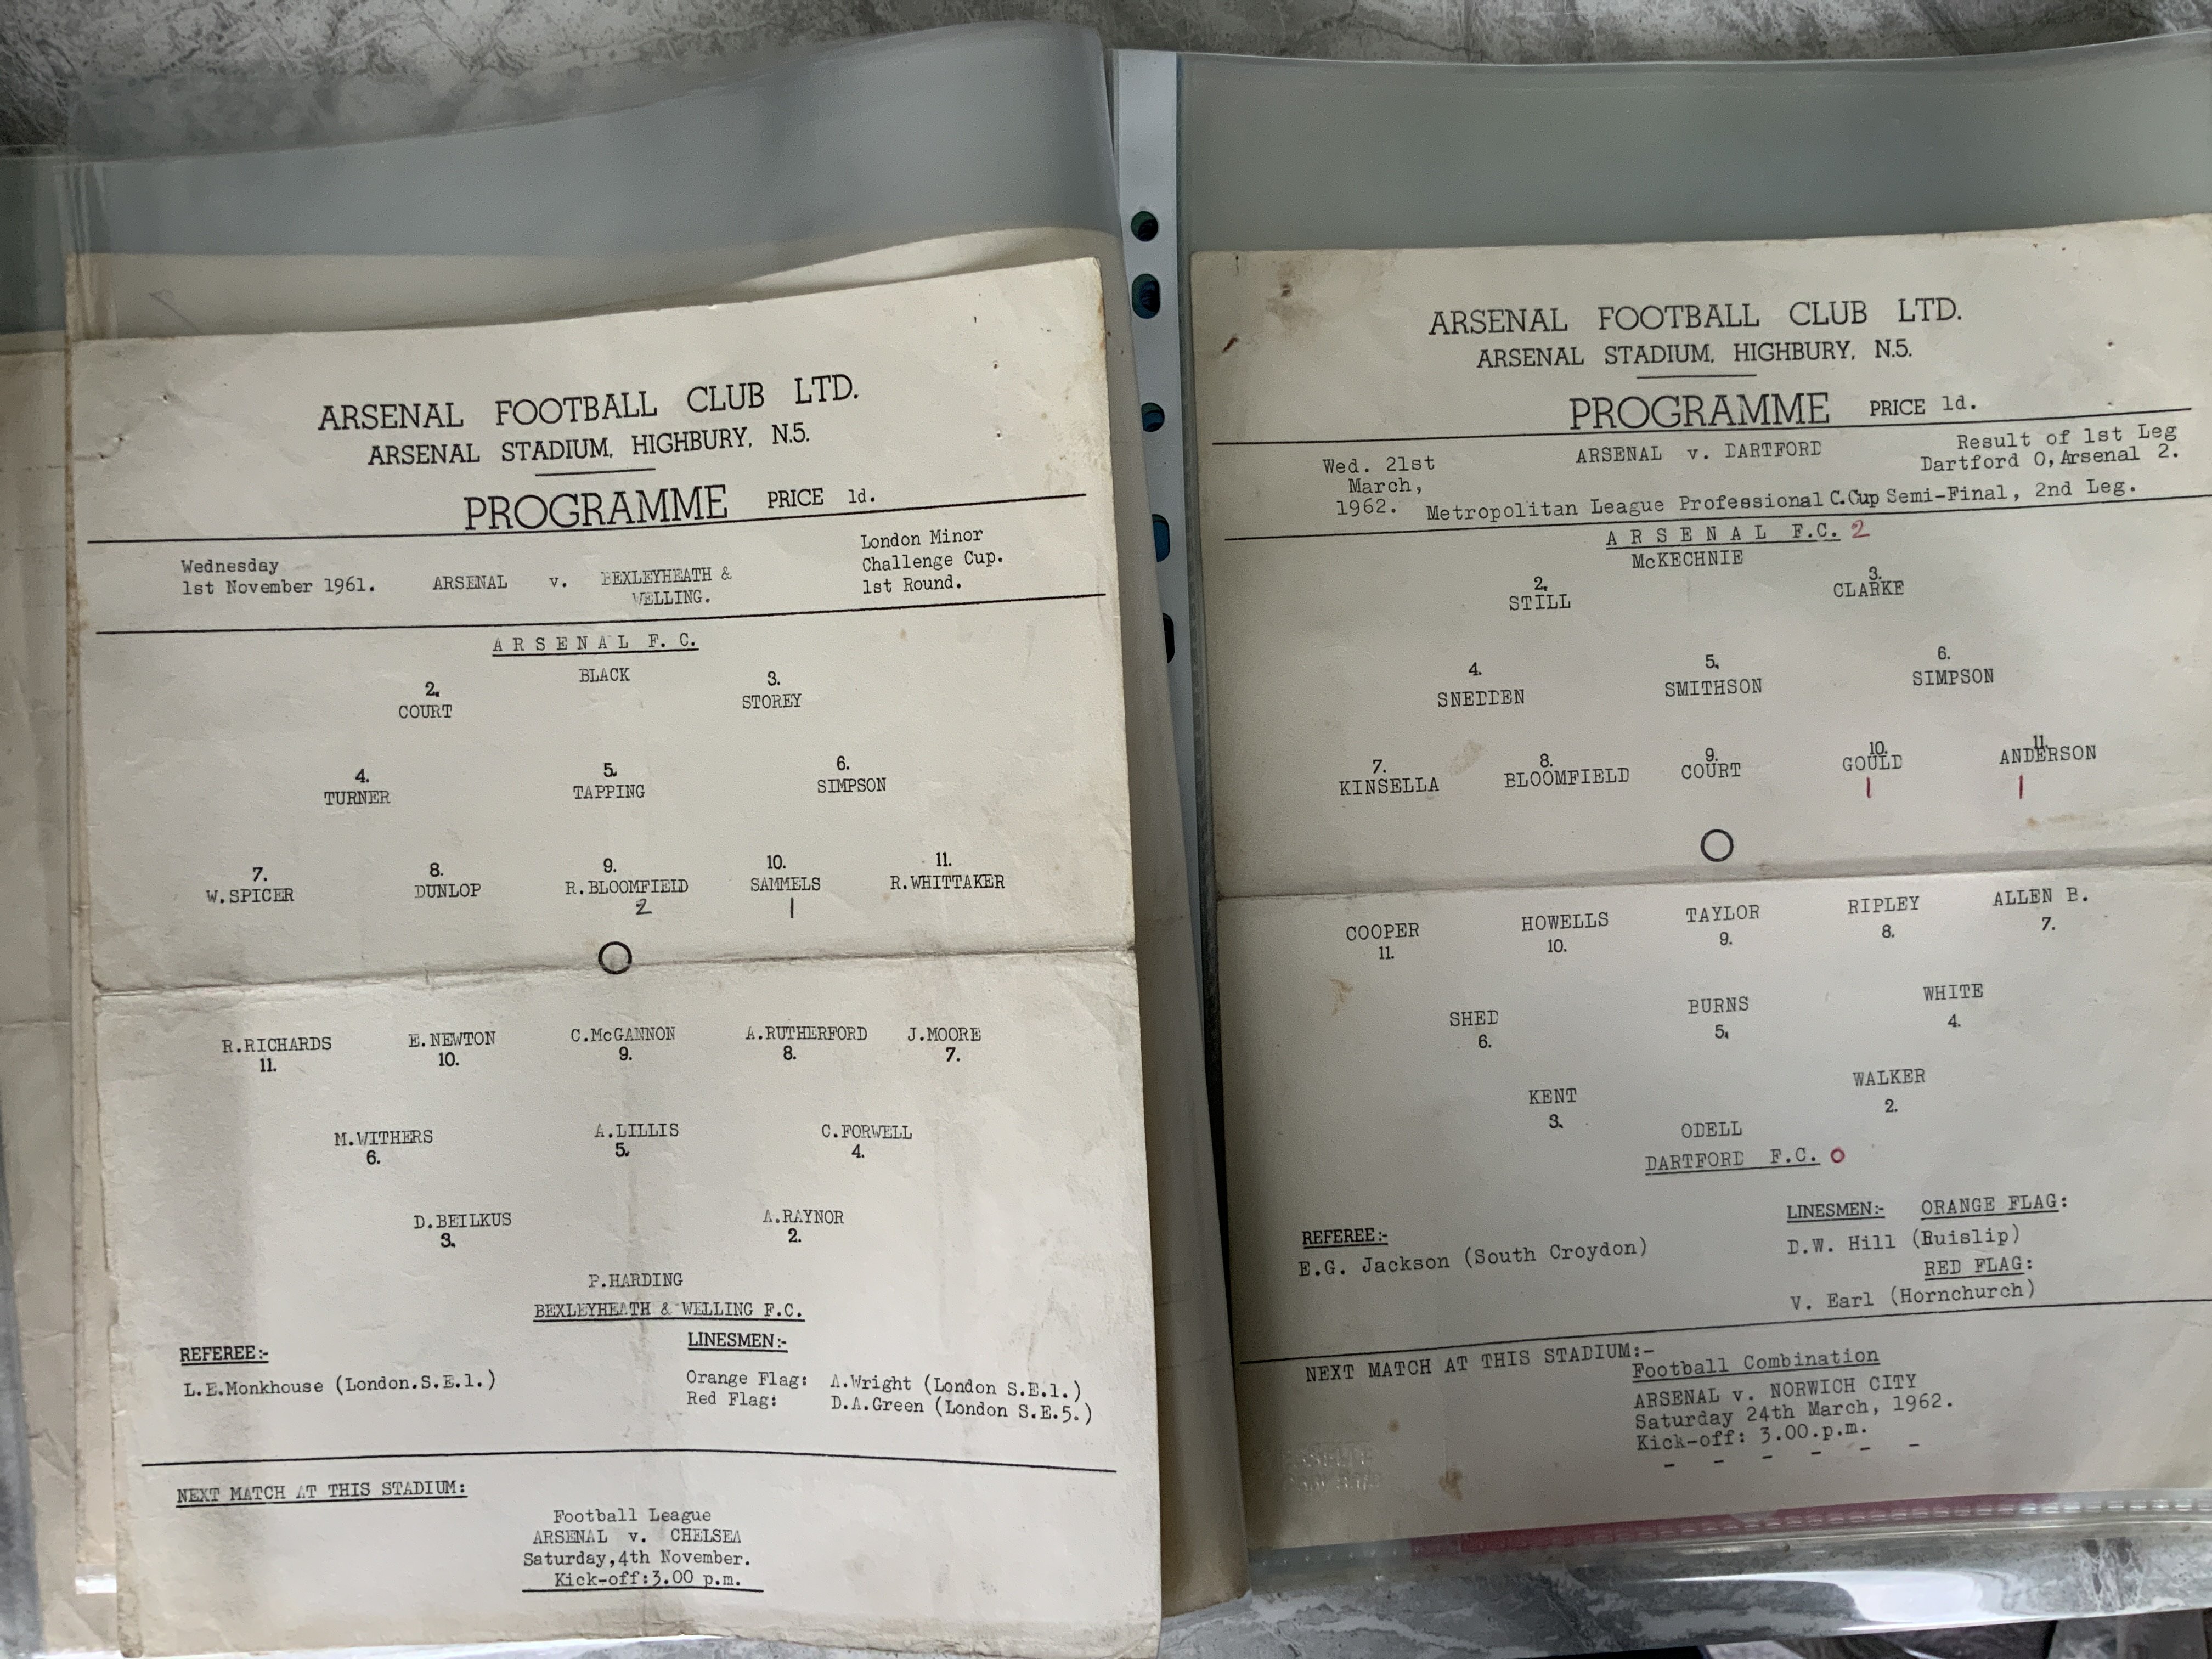 ARSENAL FOOTBALL CLUB LTD.
ARSENAL STADIUM, HIGHBURY, N.5.
PROGRAMME PRICE 1d.
Wednesday
1st November 1961.
ARSENAL v. BEXLEYHEATH &
WELLING.
London Minor
Challenge Cup.
1st Round.
ARSENAL F. C.
BLACK
2. 3.
COURT STOREY
4. 5. 6.
TURNER TAPPING SIMPSON
7. 8. 9. 10. 11.
W.SPICER DUNLOP R.BLOOMFIELD SAMMELS R.WHITTAKER
2 1
R.RICHARDS E.NEWTON C.McGANNON A.RUTHERFORD J.MOORE
11. 10. 9. 8. 7.
M.WITHERS A.LILLIS C.FORWELL
6. 5. 4.
D.BEILKUS A.RAYNOR
3. 2.
P.HARDING
BEXLEYHEATH & WELLING F.C.
REFEREE:-
L.E.Monkhouse (London.S.E.1.)
LINESMEN:-
Orange Flag: A.Wright (London S.E.1.)
Red Flag: D.A.Green (London S.E.5.)
NEXT MATCH AT THIS STADIUM:
Football League
ARSENAL v. CHELSEA
Saturday,4th November.
Kick-off:3.00 p.m.
ARSENAL FOOTBALL CLUB LTD.
ARSENAL STADIUM, HIGHBURY, N.5.
PROGRAMME PRICE 1d.
Wed. 21st
March,
1962.
ARSENAL v. DARTFORD
Result of 1st Leg
Dartford 0,Arsenal 2.
Metropolitan League Professional C.Cup Semi-Final, 2nd Leg.
ARSENAL F.C. 2
McKECHNIE
2. 3.
STILL CLARKE
4. 5. 6.
SNEDDEN SMITHSON SIMPSON
7. 8. 9. 10. 11.
KINSELLA BLOOMFIELD COURT GOULD ANDERSON
1 1
COOPER HOWELLS TAYLOR RIPLEY ALLEN B.
11. 10. 9. 8. 7.
SHED BURNS WHITE
6. 5. 4.
KENT WALKER
3. 2.
ODELL
DARTFORD F.C. 0
REFEREE:-
E.G. Jackson (South Croydon)
LINESMEN:- ORANGE FLAG:
D.W. Hill (Ruislip)
RED FLAG:
V. Earl (Hornchurch)
NEXT MATCH AT THIS STADIUM:-
Football Combination
ARSENAL v. NORWICH CITY
Saturday 24th March, 1962.
Kick-off: 3.00.p.m.
- - - - - -